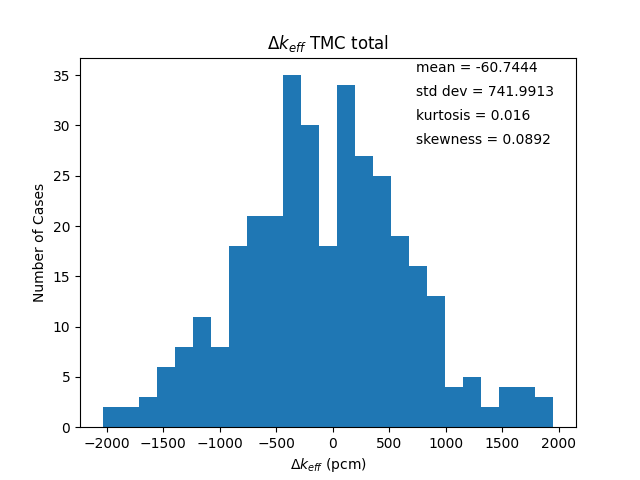 Δk_eff TMC total
mean = -60.7444
std dev = 741.9913
kurtosis = 0.016
skewness = 0.0892
Number of Cases
35
30
25
20
15
10
5
0
−2000 −1500 −1000 −500 0 500 1000 1500 2000
Δk_eff (pcm)